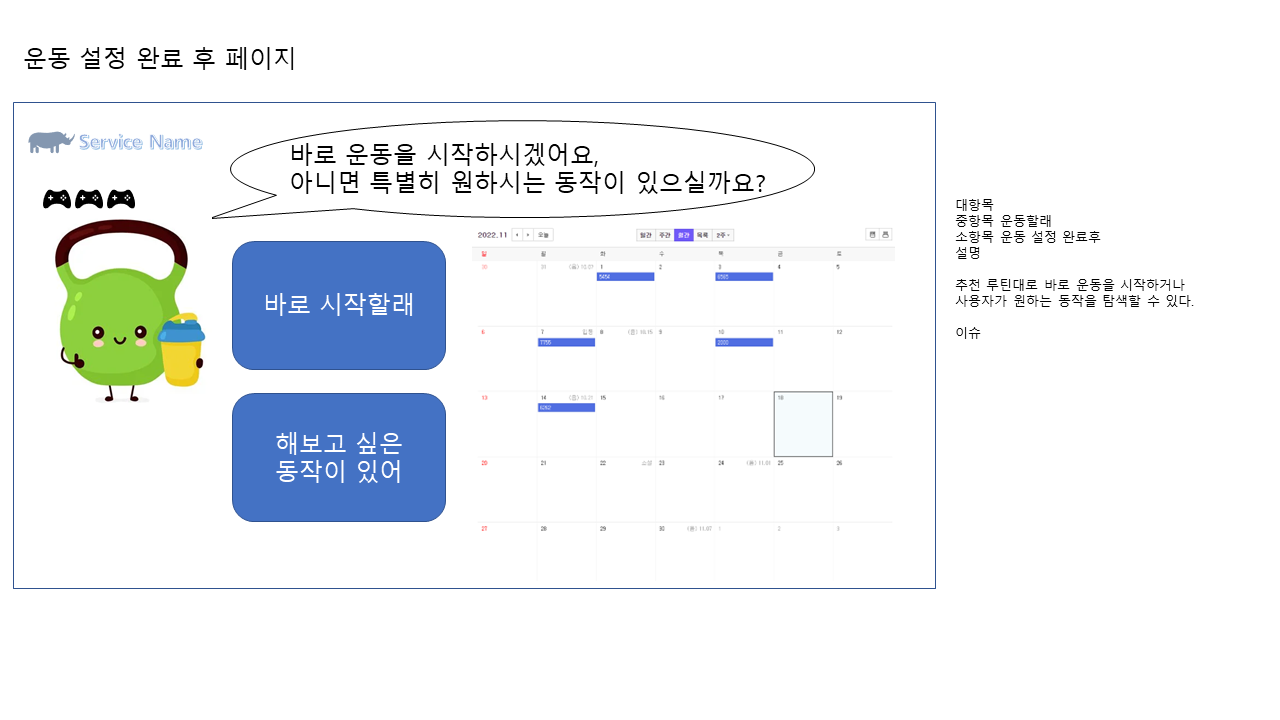 운동 설정 완료 후 페이지
Service Name
바로 운동을 시작하시겠어요,
아니면 특별히 원하시는 동작이 있으실까요?
바로 시작할래
해보고 싶은
동작이 있어
2022.11 오늘 일간 주간 월간 목록 2주
일 월 화 수 목 금 토
30 31 (음) 10.07 1 2 3 4 5
5454 4565
6 7 입동 8 (음) 10.15 9 10 11 12
7755 2000
13 14 (음) 10.21 15 16 17 18 19
6262
20 21 22 소설 23 24 (음) 11.01 25 26
27 28 29 30 (음) 11.07 1 2 3
대항목
중항목 운동할래
소항목 운동 설정 완료후
설명
추천 루틴대로 바로 운동을 시작하거나
사용자가 원하는 동작을 탐색할 수 있다.
이슈